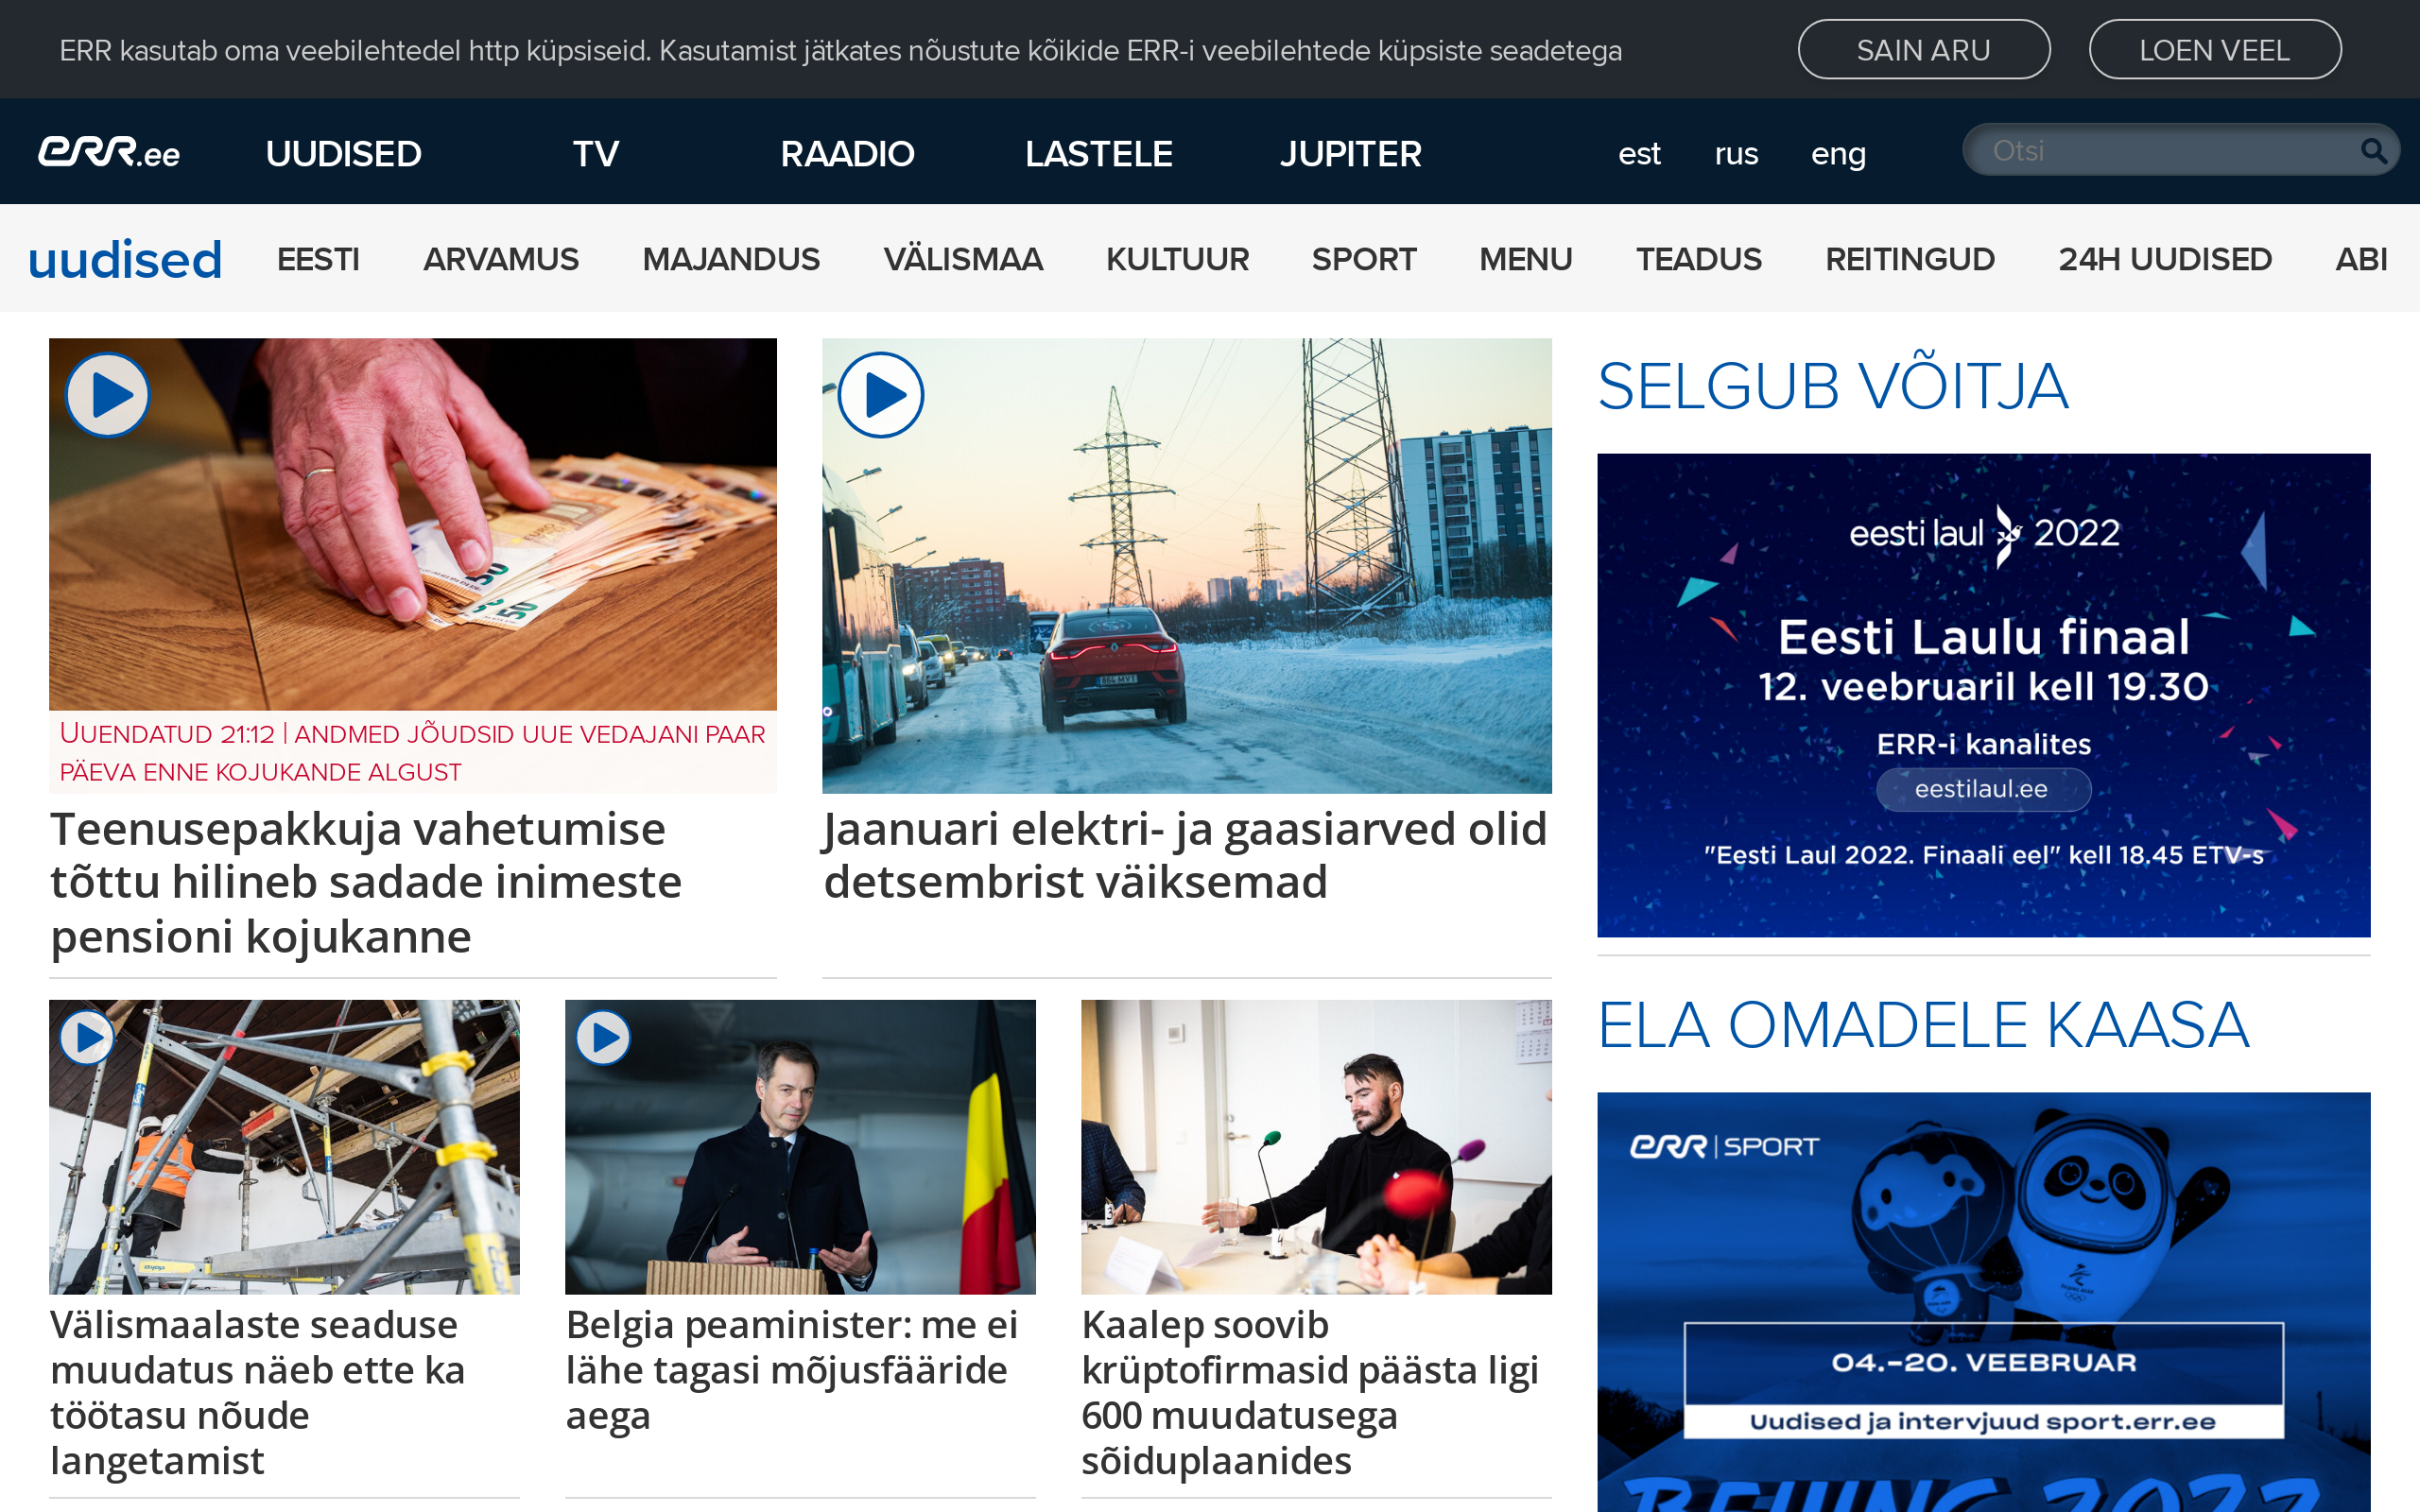 ERR kasutab oma veebilehtedel http küpsiseid. Kasutamist jätkates nõustute kõikide ERR-i veebilehtede küpsiste seadetega
SAIN ARU
LOEN VEEL
err.ee
UUDISED
TV
RAADIO
LASTELE
JUPITER
est
rus
eng
Otsi
uudised
EESTI
ARVAMUS
MAJANDUS
VÄLISMAA
KULTUUR
SPORT
MENU
TEADUS
REITINGUD
24H UUDISED
ABI
UUENDATUD 21:12 | ANDMED JÕUDSID UUE VEDAJANI PAAR
PÄEVA ENNE KOJUKANDE ALGUST
Teenusepakkuja vahetumise
tõttu hilineb sadade inimeste
pensioni kojukanne
Jaanuari elektri- ja gaasiarved olid
detsembrist väiksemad
SELGUB VÕITJA
eesti laul 2022
Eesti Laulu finaal
12. veebruaril kell 19.30
ERR-i kanalites
eestilaul.ee
"Eesti Laul 2022. Finaali eel" kell 18.45 ETV-s
Välismaalaste seaduse
muudatus näeb ette ka
töötasu nõude
langetamist
Belgia peaminister: me ei
lähe tagasi mõjusfääride
aega
Kaalep soovib
krüptofirmasid päästa ligi
600 muudatusega
sõiduplaanides
ELA OMADELE KAASA
err | SPORT
04.–20. VEEBRUAR
Uudised ja intervjuud sport.err.ee
BEIJING 2022